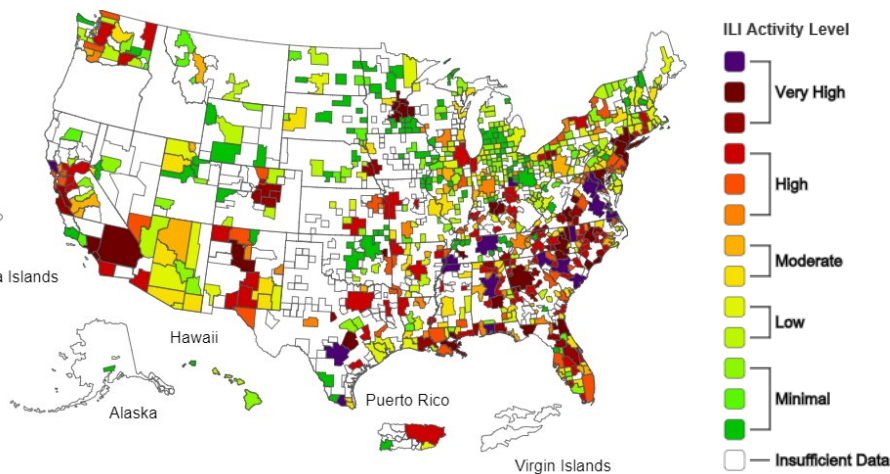 ILI Activity Level
Very High
High
Moderate
Low
Minimal
Insufficient Data
Islands
Hawaii
Alaska
Puerto Rico
Virgin Islands